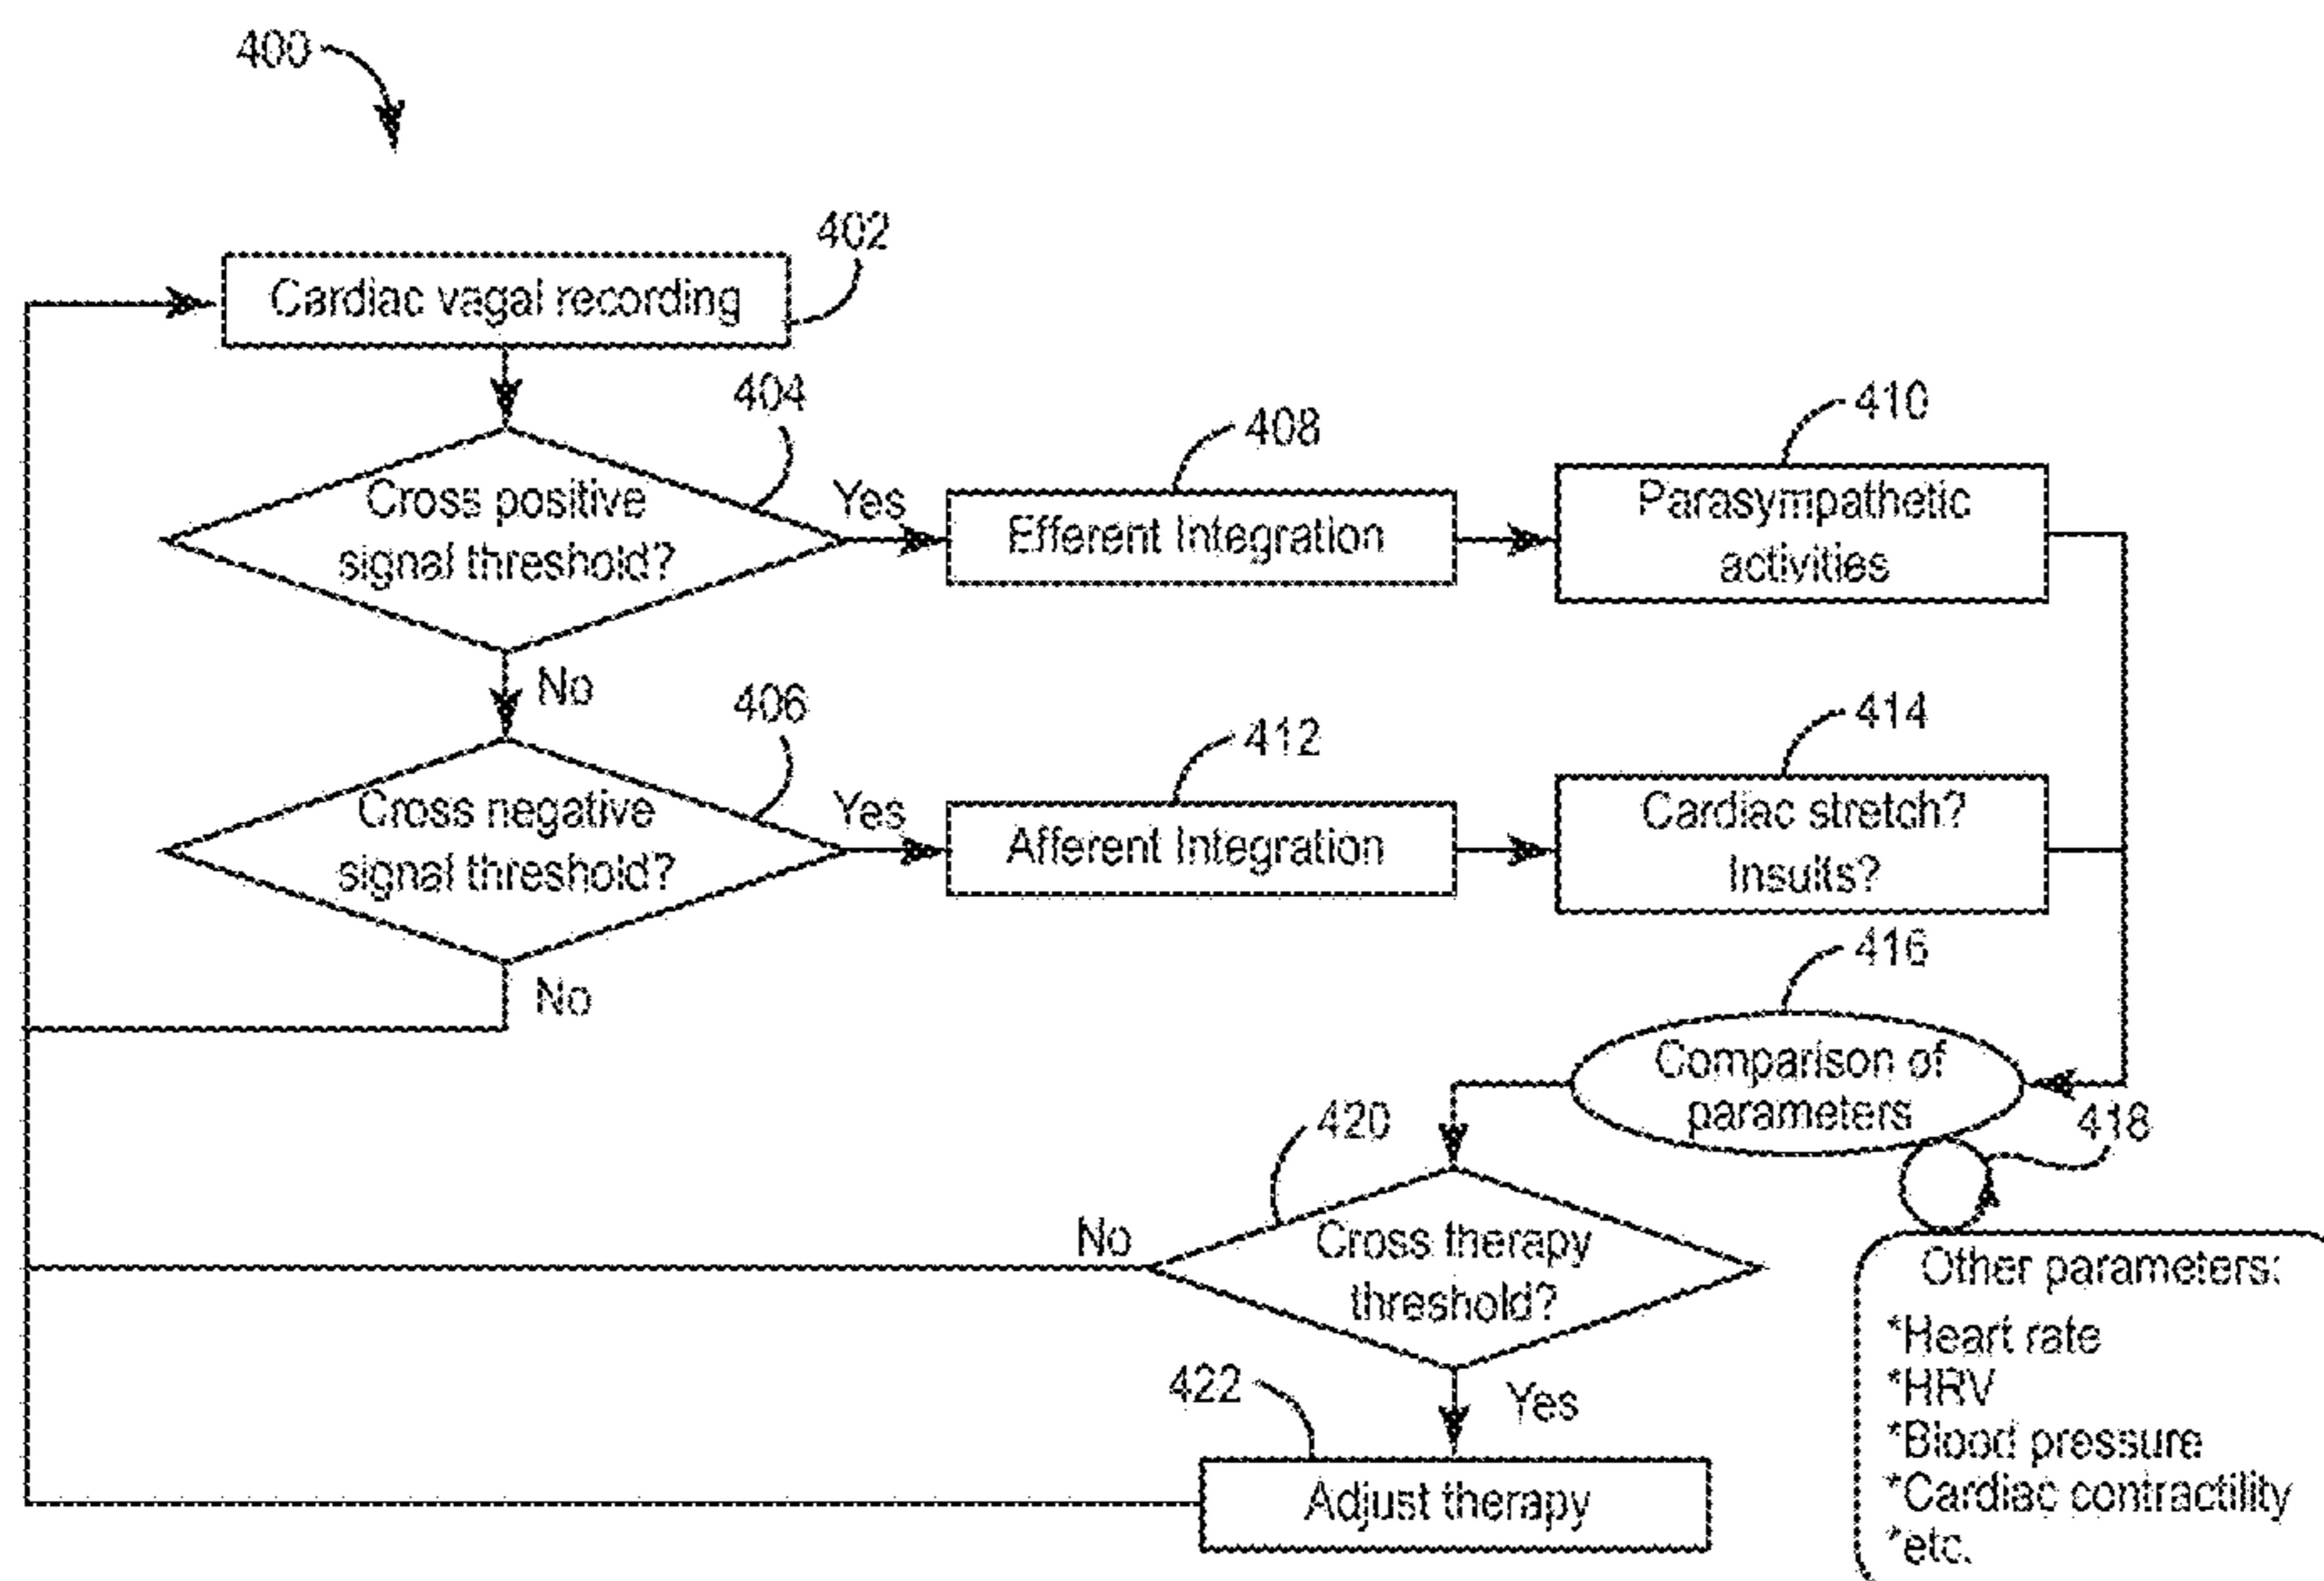 400
402
Cardiac vagal recording
404
410
408
Cross positive
signal threshold?
Yes
Efferent Integration
Parasympathetic
activities
No
406
414
412
Cross negative
signal threshold?
Yes
Afferent Integration
Cardiac stretch?
Insults?
No
416
Comparison of
parameters
420
418
No
Cross therapy
threshold?
Other parameters:
*Heart rate
*HRV
*Blood pressure
*Cardiac contractility
*etc.
422
Yes
Adjust therapy